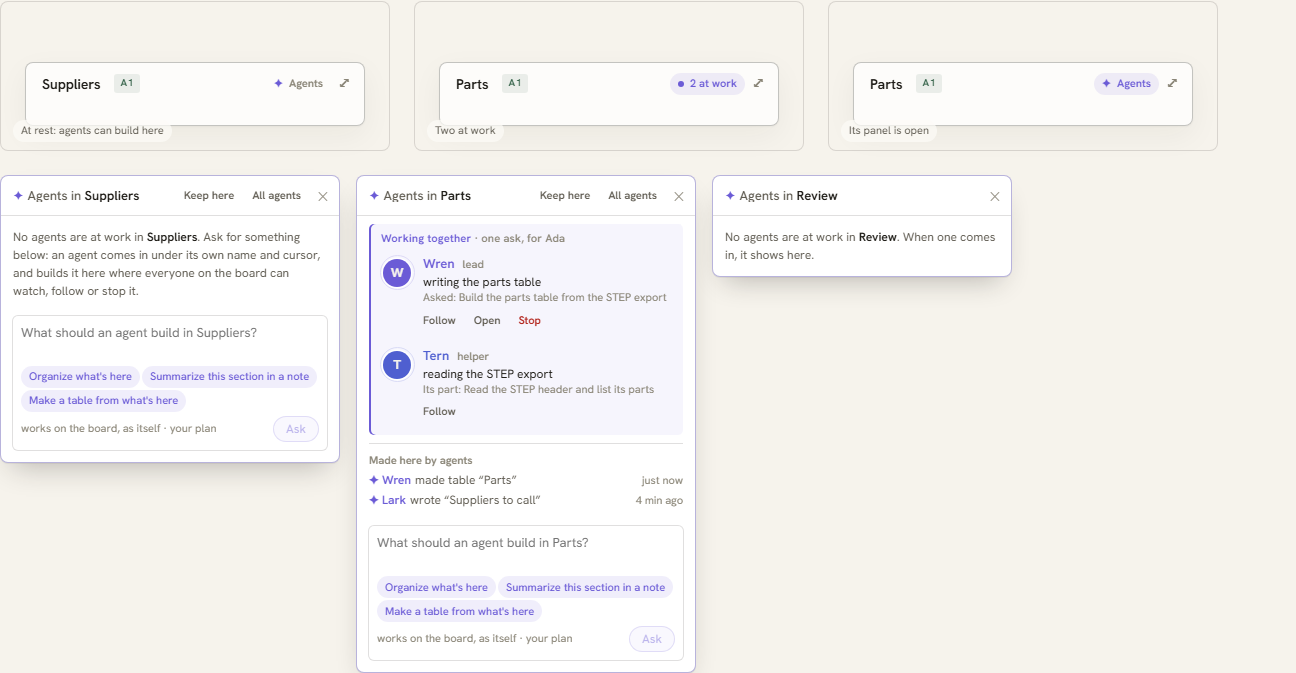 Suppliers A1 Agents
At rest: agents can build here
Parts A1 2 at work
Two at work
Parts A1 Agents
Its panel is open
Agents in Suppliers Keep here All agents
No agents are at work in Suppliers. Ask for something
below: an agent comes in under its own name and cursor,
and builds it here where everyone on the board can
watch, follow or stop it.
What should an agent build in Suppliers?
Organize what's here Summarize this section in a note
Make a table from what's here
works on the board, as itself · your plan Ask
Agents in Parts Keep here All agents
Working together · one ask, for Ada
W Wren lead
writing the parts table
Asked: Build the parts table from the STEP export
Follow Open Stop
T Tern helper
reading the STEP export
Its part: Read the STEP header and list its parts
Follow
Made here by agents
Wren made table “Parts” just now
Lark wrote “Suppliers to call” 4 min ago
What should an agent build in Parts?
Organize what's here Summarize this section in a note
Make a table from what's here
works on the board, as itself · your plan Ask
Agents in Review
No agents are at work in Review. When one comes
in, it shows here.